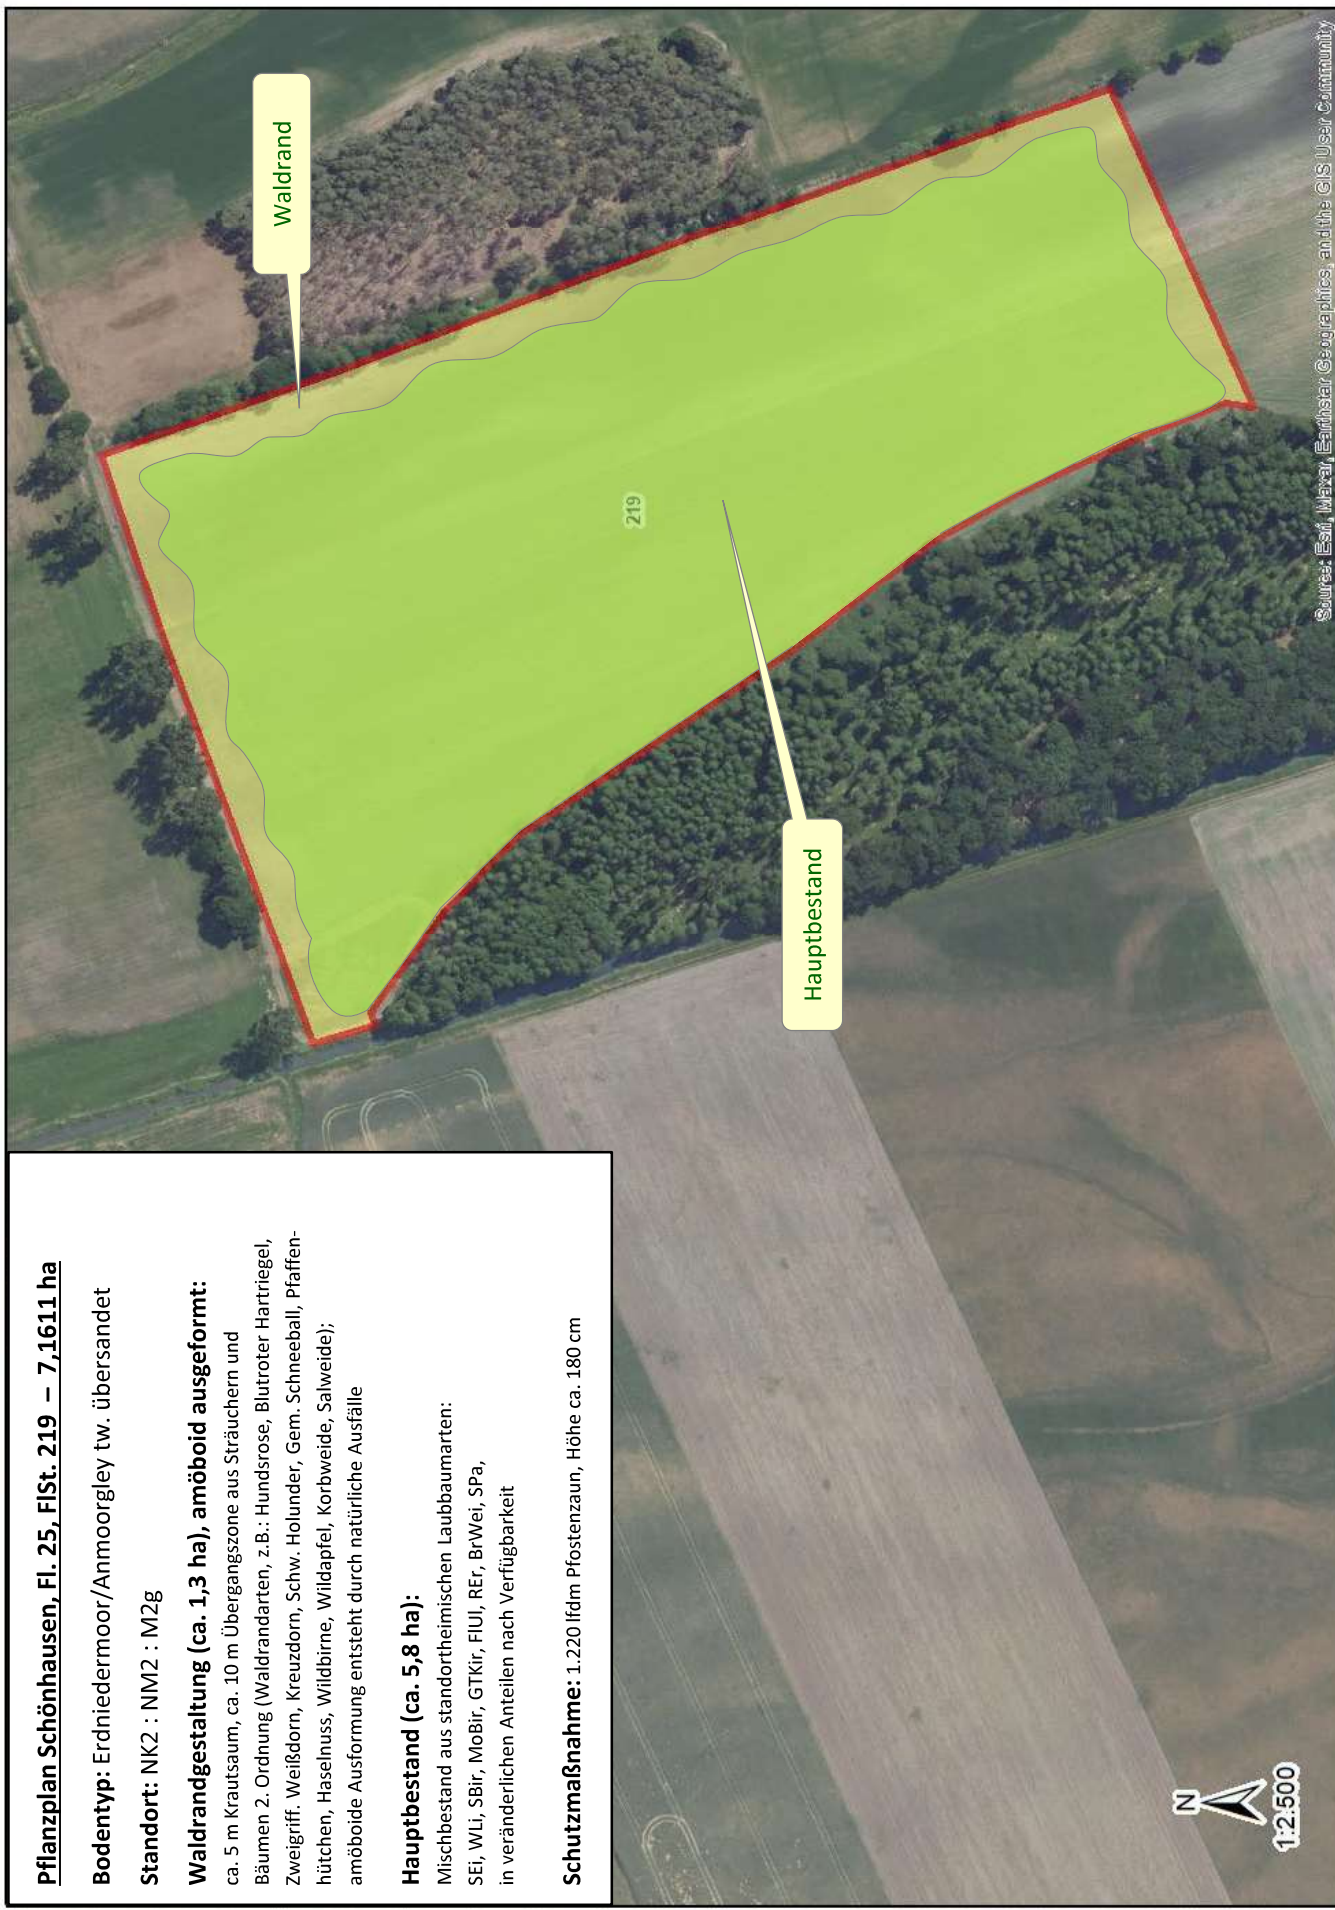 Pflanzplan Schönhausen, Fl. 25, FlSt. 219 – 7,1611 ha
Bodentyp: Erdniedermoor/Anmoorgley tw. übersandet
Standort: NK2 : NM2 : M2g
Waldrandgestaltung (ca. 1,3 ha), amöboid ausgeformt:
ca. 5 m Krautsaum, ca. 10 m Übergangszone aus Sträuchern und
Bäumen 2. Ordnung (Waldrandarten, z.B.: Hundsrose, Blutroter Hartriegel,
Zweigriff. Weißdorn, Kreuzdorn, Schw. Holunder, Gem. Schneeball, Pfaffen-
hütchen, Haselnuss, Wildbirne, Wildapfel, Korbweide, Salweide);
amöboide Ausformung entsteht durch natürliche Ausfälle
Hauptbestand (ca. 5,8 ha):
Mischbestand aus standortheimischen Laubbaumarten:
SEi, WLi, SBir, MoBir, GTKir, FlUl, REr, BrWei, SPa,
in veränderlichen Anteilen nach Verfügbarkeit
Schutzmaßnahme: 1.220 lfdm Pfostenzaun, Höhe ca. 180 cm
Waldrand
219
Hauptbestand
N
1:2.500
Source: Esri, Maxar, Earthstar Geographics, and the GIS User Community